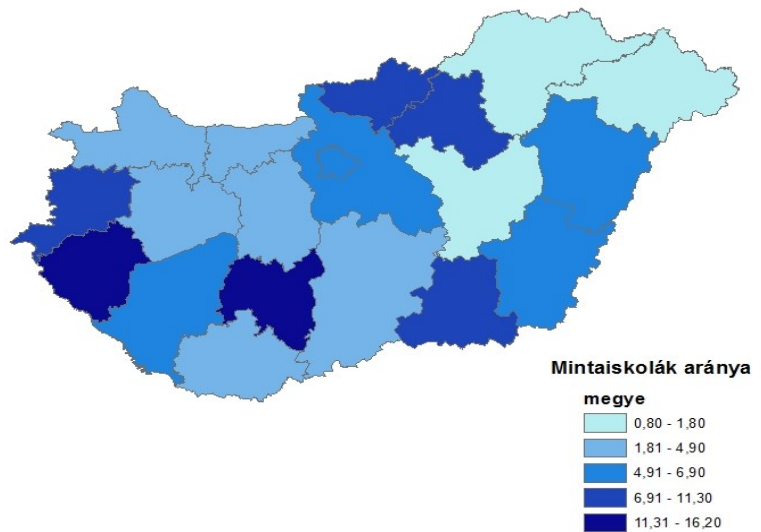 Mintaiskolák aránya
megye
0,80 - 1,80
1,81 - 4,90
4,91 - 6,90
6,91 - 11,30
11,31 - 16,20